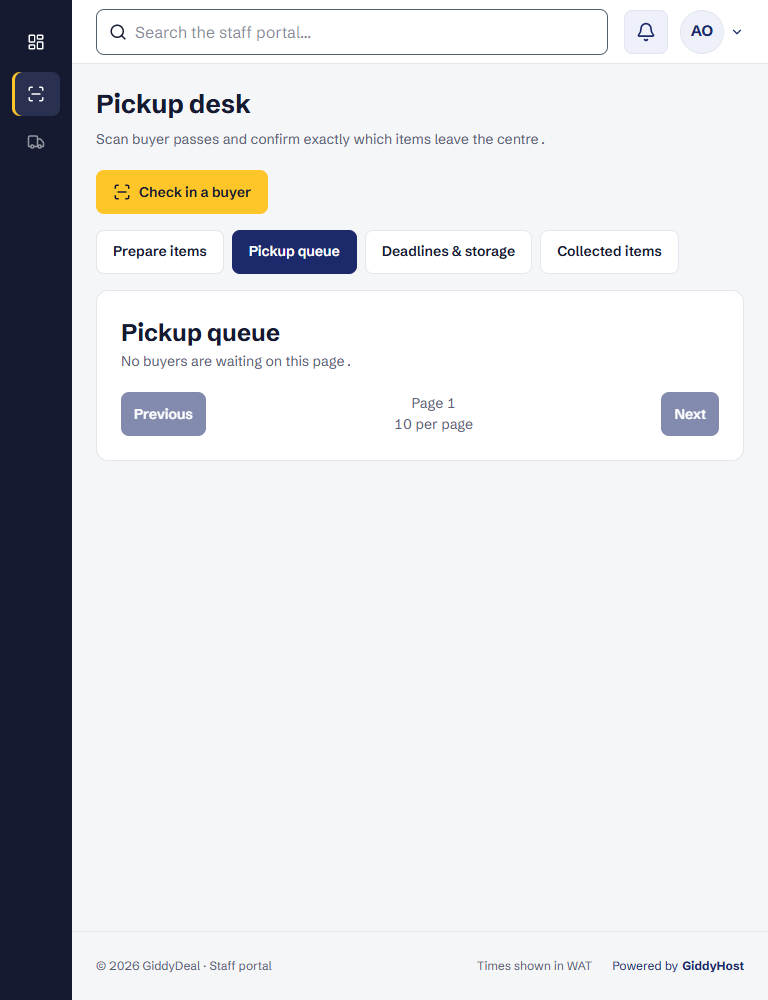 Search the staff portal...
AO
Pickup desk
Scan buyer passes and confirm exactly which items leave the centre.
Check in a buyer
Prepare items
Pickup queue
Deadlines & storage
Collected items
Pickup queue
No buyers are waiting on this page.
Previous
Page 1
10 per page
Next
© 2026 GiddyDeal · Staff portal
Times shown in WAT
Powered by GiddyHost